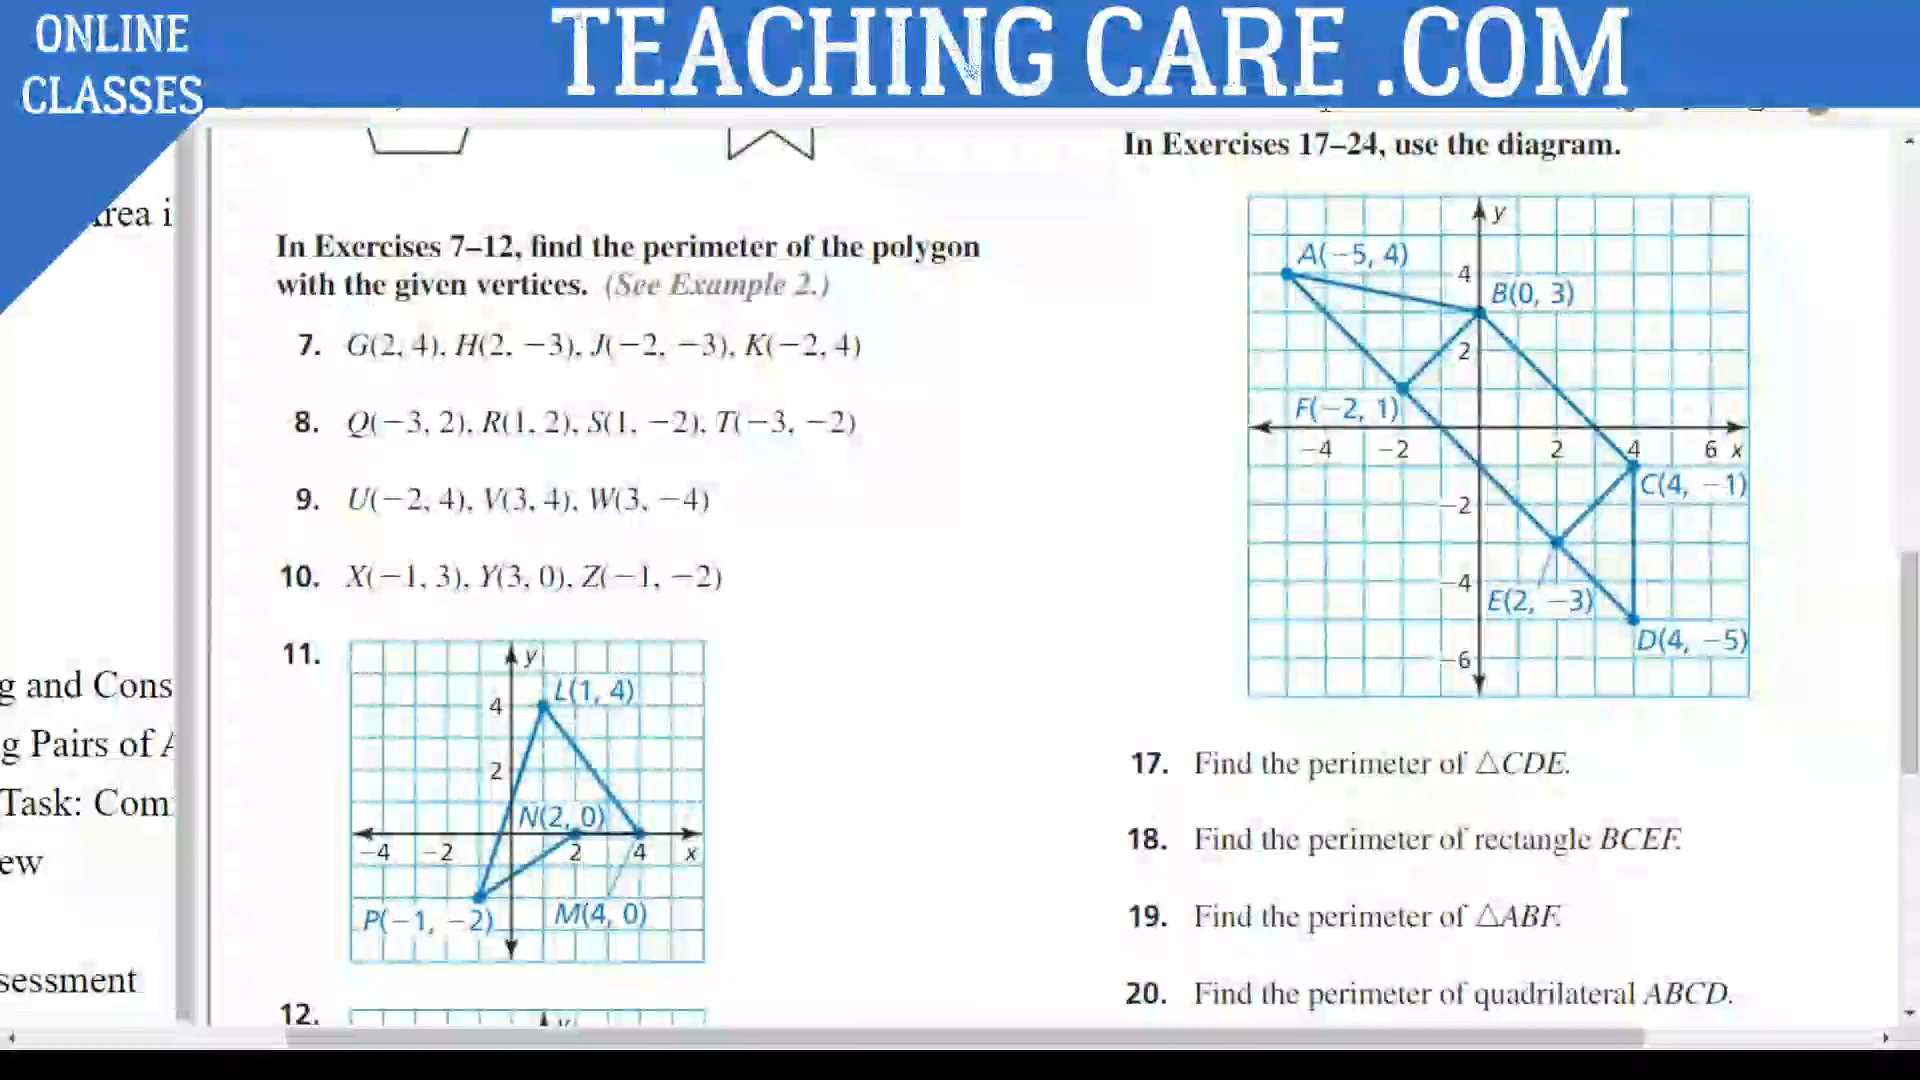 ONLINE
CLASSES
TEACHING CARE .COM
rea i
g and Cons
g Pairs of
Task: Com
ew
sessment
In Exercises 7–12, find the perimeter of the polygon
with the given vertices. (See Example 2.)
7. G(2, 4), H(2, −3), J(−2, −3), K(−2, 4)
8. Q(−3, 2), R(1, 2), S(1, −2), T(−3, −2)
9. U(−2, 4), V(3, 4), W(3, −4)
10. X(−1, 3), Y(3, 0), Z(−1, −2)
11.
y
L(1, 4)
4
2
N(2, 0)
−4 −2 2 4 x
P(−1, −2) M(4, 0)
12.
In Exercises 17–24, use the diagram.
y
A(−5, 4)
4
B(0, 3)
2
F(−2, 1)
−4 −2 2 4 6 x
C(4, −1)
−2
−4
E(2, −3)
D(4, −5)
−6
17. Find the perimeter of △CDE.
18. Find the perimeter of rectangle BCEF.
19. Find the perimeter of △ABF.
20. Find the perimeter of quadrilateral ABCD.